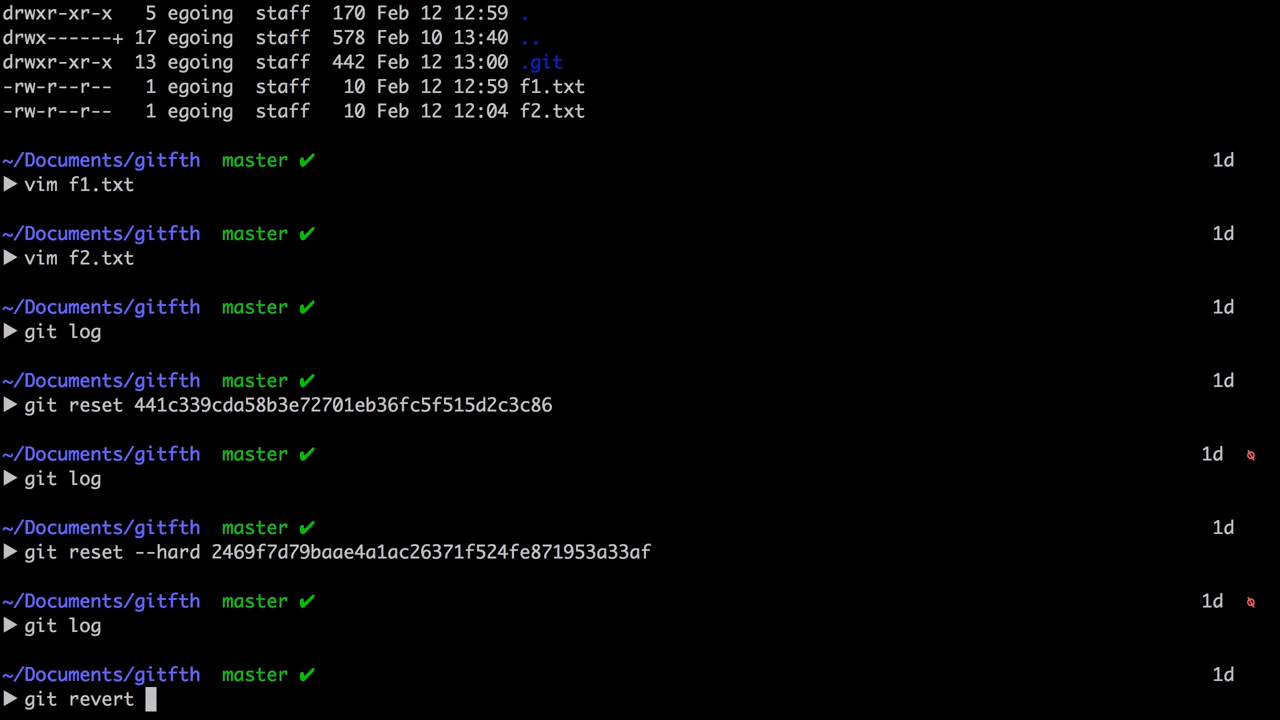 drwxr-xr-x   5 egoing  staff  170 Feb 12 12:59 .
drwx------+ 17 egoing  staff  578 Feb 10 13:40 ..
drwxr-xr-x  13 egoing  staff  442 Feb 12 13:00 .git
-rw-r--r--   1 egoing  staff   10 Feb 12 12:59 f1.txt
-rw-r--r--   1 egoing  staff   10 Feb 12 12:04 f2.txt
~/Documents/gitfth  master ✔ 1d
▶ vim f1.txt
~/Documents/gitfth  master ✔ 1d
▶ vim f2.txt
~/Documents/gitfth  master ✔ 1d
▶ git log
~/Documents/gitfth  master ✔ 1d
▶ git reset 441c339cda58b3e72701eb36fc5f515d2c3c86
~/Documents/gitfth  master ✔ 1d ⦰
▶ git log
~/Documents/gitfth  master ✔ 1d
▶ git reset --hard 2469f7d79baae4a1ac26371f524fe871953a33af
~/Documents/gitfth  master ✔ 1d ⦰
▶ git log
~/Documents/gitfth  master ✔ 1d
▶ git revert